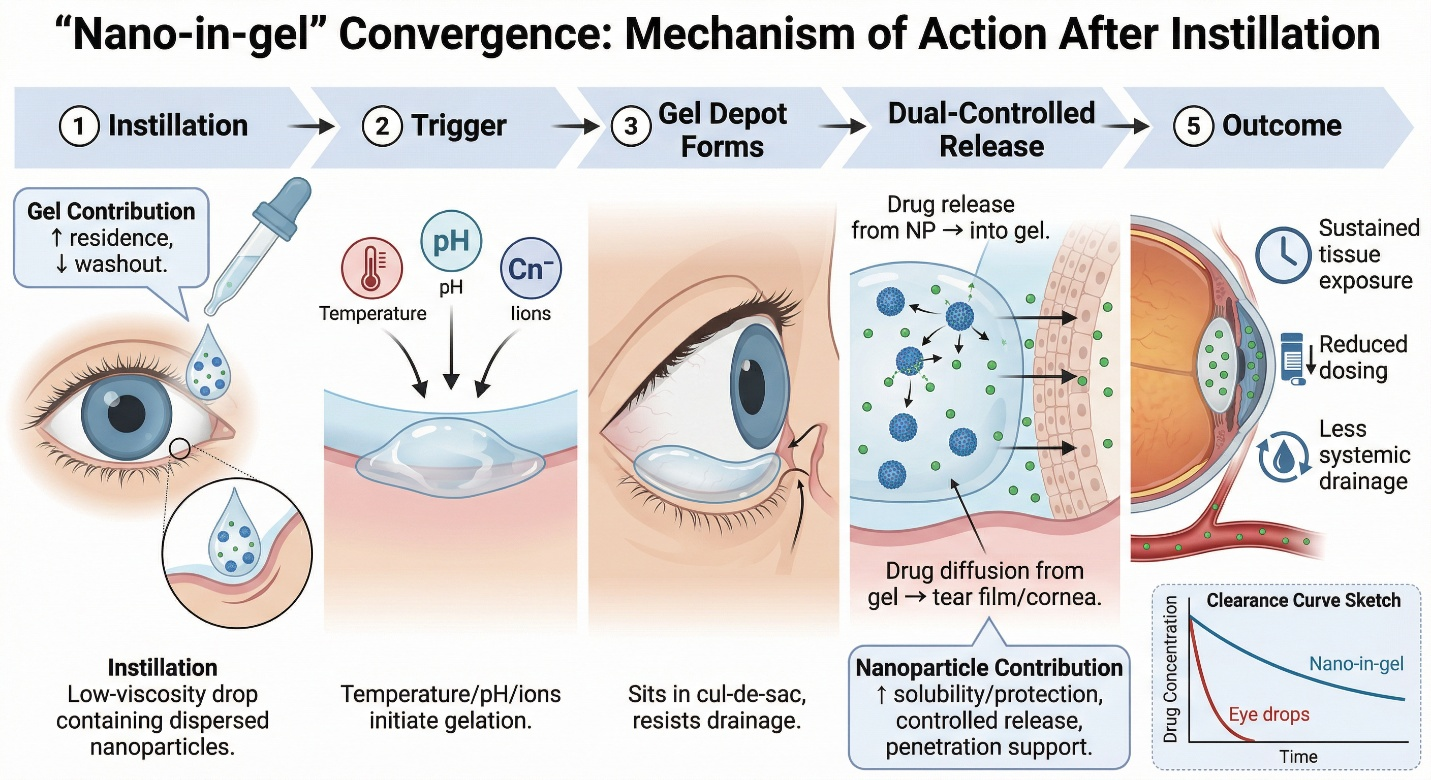 “Nano-in-gel” Convergence: Mechanism of Action After Instillation
1 Instillation
2 Trigger
3 Gel Depot
Forms
Dual-Controlled
Release
5 Outcome
Gel Contribution
↑ residence,
↓ washout.
Instillation
Low-viscosity drop
containing dispersed
nanoparticles.
pH
Cn⁻
Temperature
pH
Iions
Temperature/pH/ions
initiate gelation.
Sits in cul-de-sac,
resists drainage.
Drug release
from NP → into gel.
Drug diffusion from
gel → tear film/cornea.
Nanoparticle Contribution
↑ solubility/protection,
controlled release,
penetration support.
Sustained
tissue
exposure
Reduced
dosing
Less
systemic
drainage
Clearance Curve Sketch
Drug Concentration
Nano-in-gel
Eye drops
Time